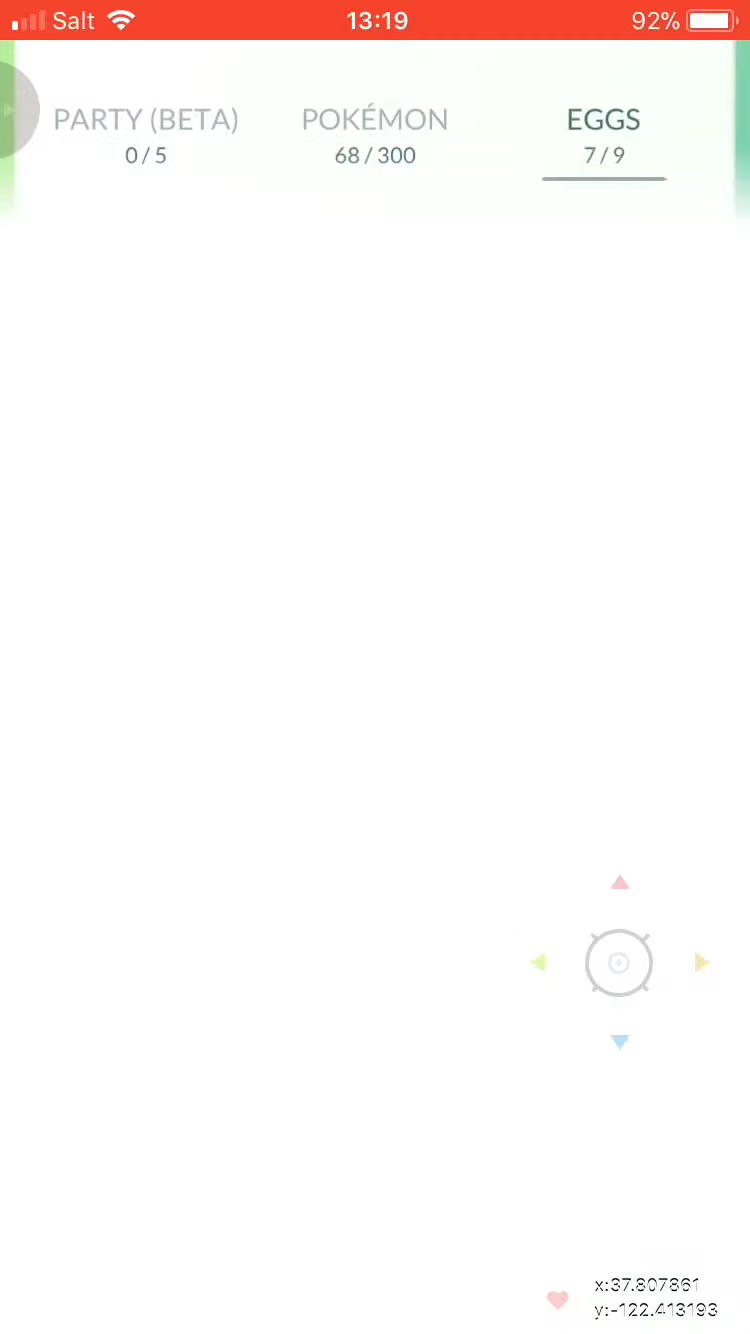 Salt 13:19 92%
PARTY (BETA) POKÉMON EGGS
0 / 5 68 / 300 7 / 9
x:37.807861
y:-122.413193